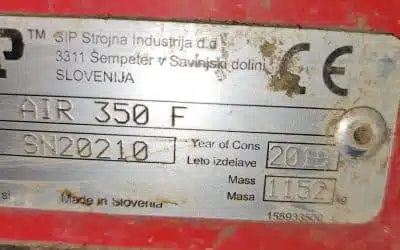 ™ SIP Strojna Industrija d.d
3311 Šempeter v Savinjski dolini
SLOVENIJA
AIR 350 F
SN20210
Year of Cons
Leto izdelave
Mass 1152 kg
Masa
si
Made in Slovenia